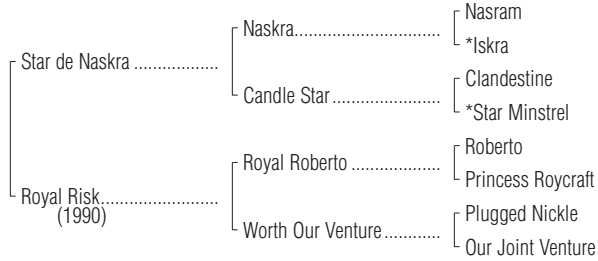 Star de Naskra ..................
Naskra...............................
Nasram
*Iskra
Candle Star.......................
Clandestine
*Star Minstrel
Royal Risk.........................
(1990)
Royal Roberto ...................
Roberto
Princess Roycraft
Worth Our Venture............
Plugged Nickle
Our Joint Venture